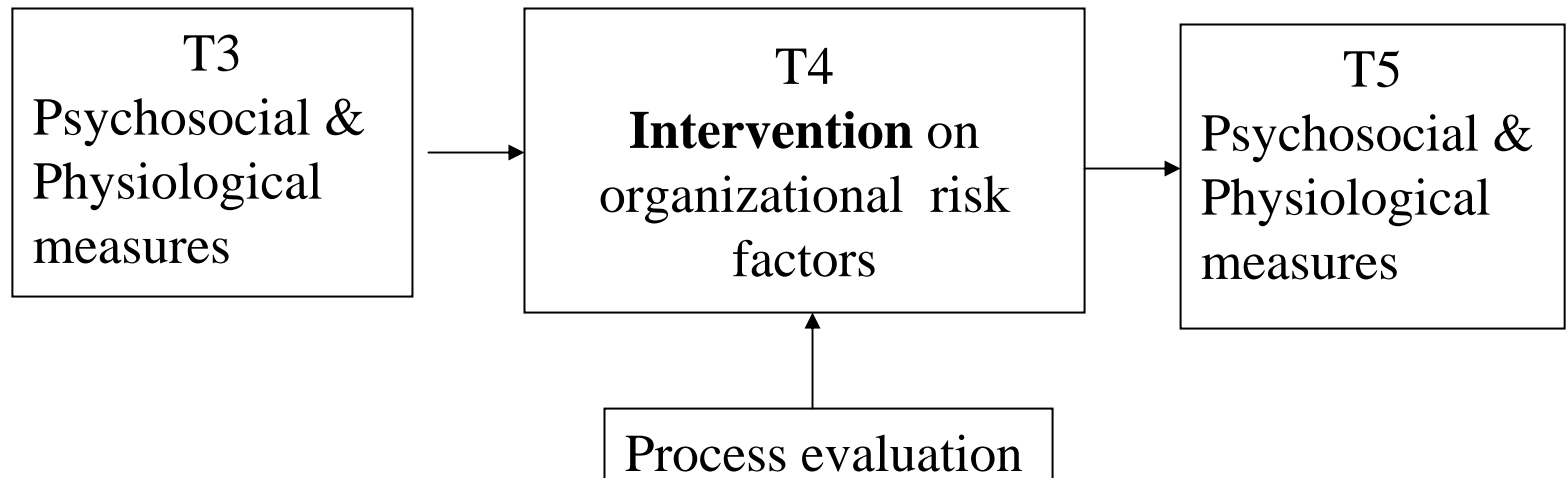 T3
Psychosocial &
Physiological
measures
T4
Intervention on
organizational risk
factors
T5
Psychosocial &
Physiological
measures
Process evaluation